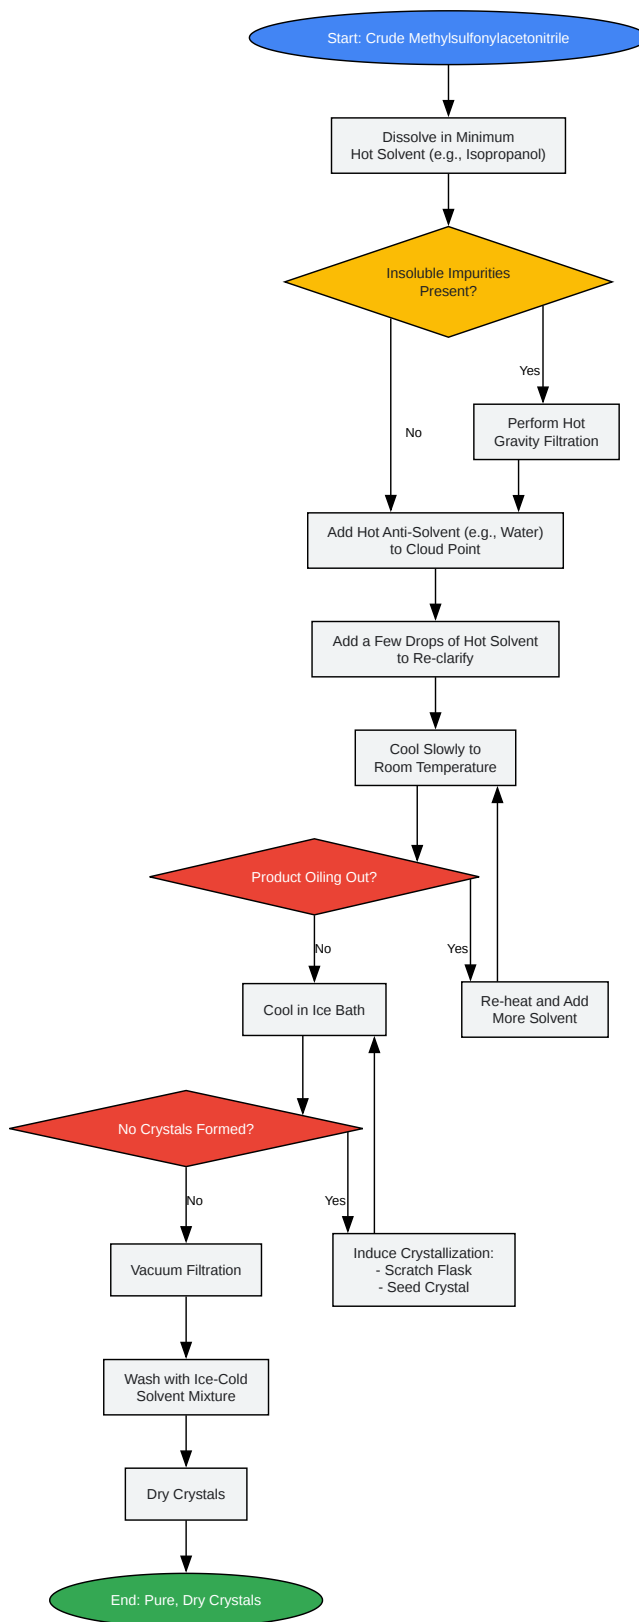 Start: Crude Methylsulfonylacetonitrile
Dissolve in Minimum
Hot Solvent (e.g., Isopropanol)
Insoluble Impurities
Present?
Yes
No
Perform Hot
Gravity Filtration
Add Hot Anti-Solvent (e.g., Water)
to Cloud Point
Add a Few Drops of Hot Solvent
to Re-clarify
Cool Slowly to
Room Temperature
Product Oiling Out?
No
Yes
Cool in Ice Bath
Re-heat and Add
More Solvent
No Crystals Formed?
No
Yes
Vacuum Filtration
Induce Crystallization:
- Scratch Flask
- Seed Crystal
Wash with Ice-Cold
Solvent Mixture
Dry Crystals
End: Pure, Dry Crystals